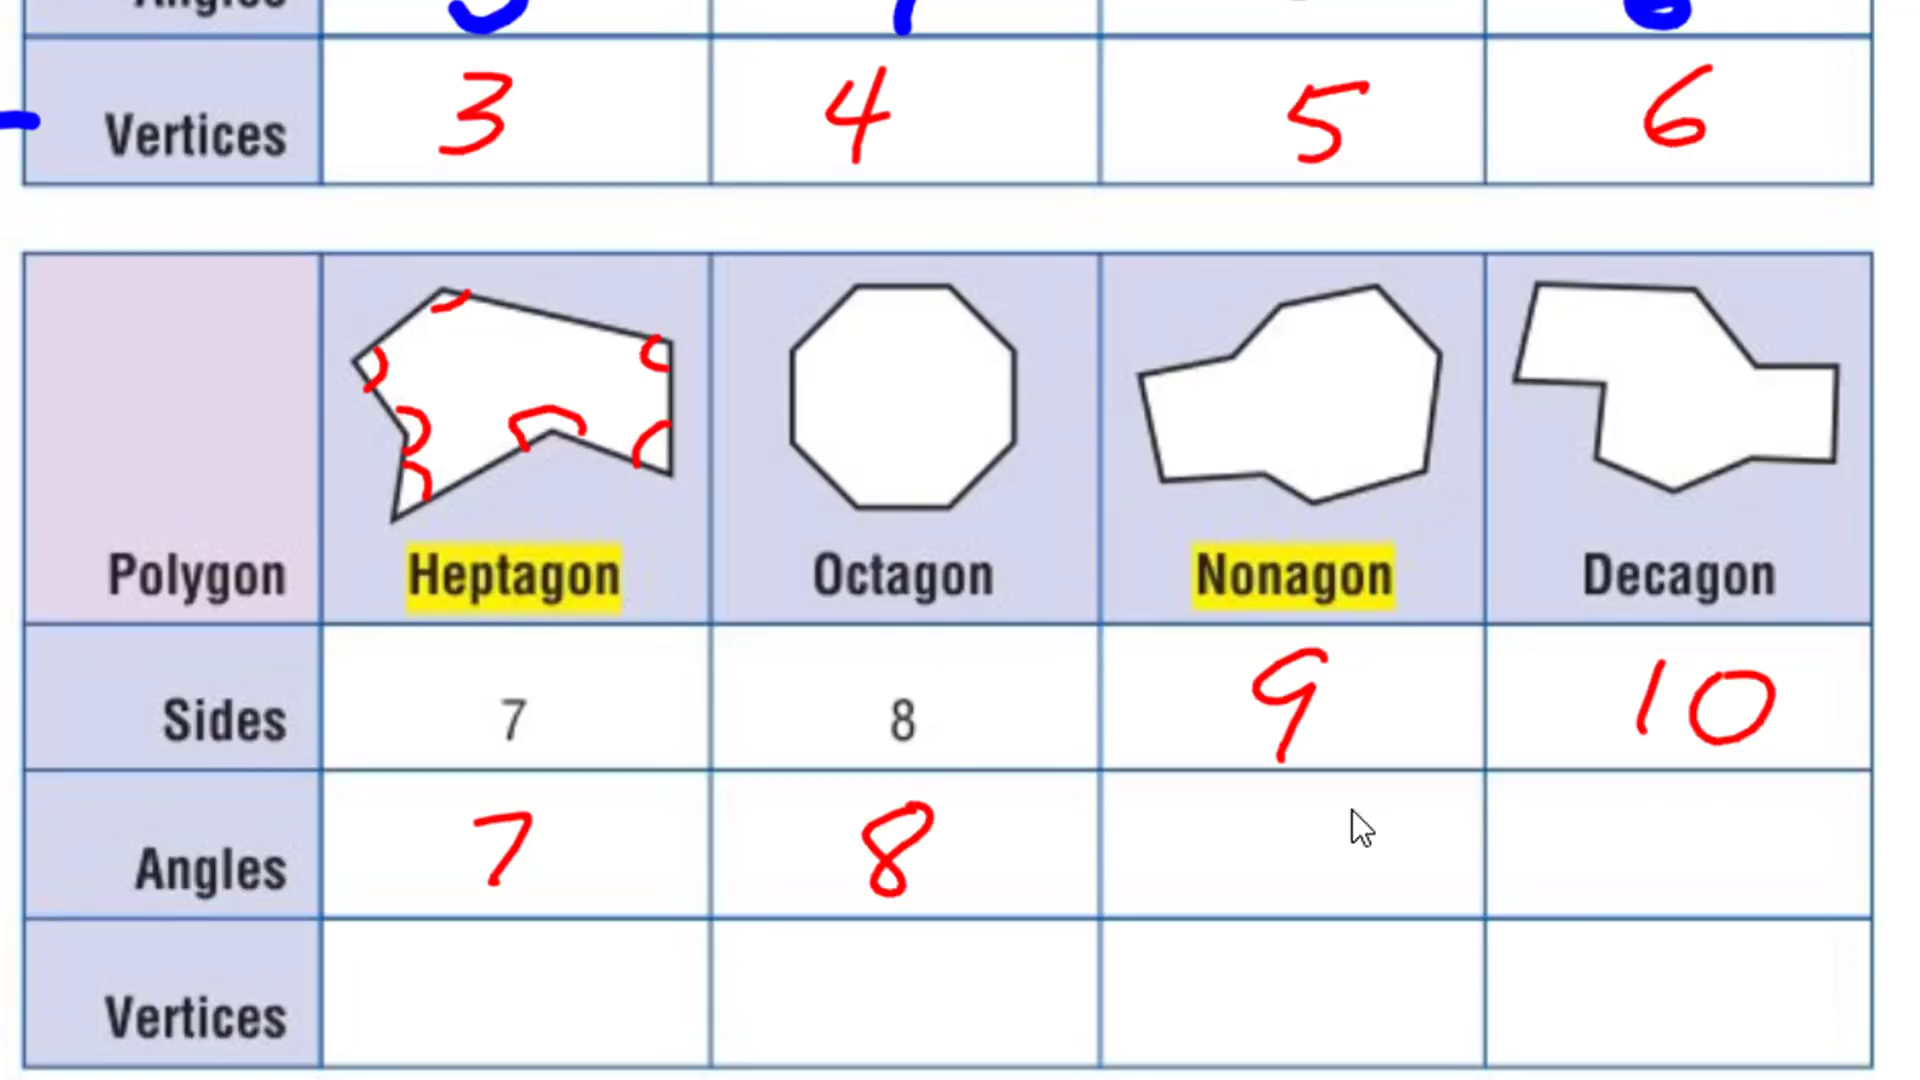 Angles
Vertices 3 4 5 6
Polygon Heptagon Octagon Nonagon Decagon
Sides 7 8 9 10
Angles 7 8
Vertices